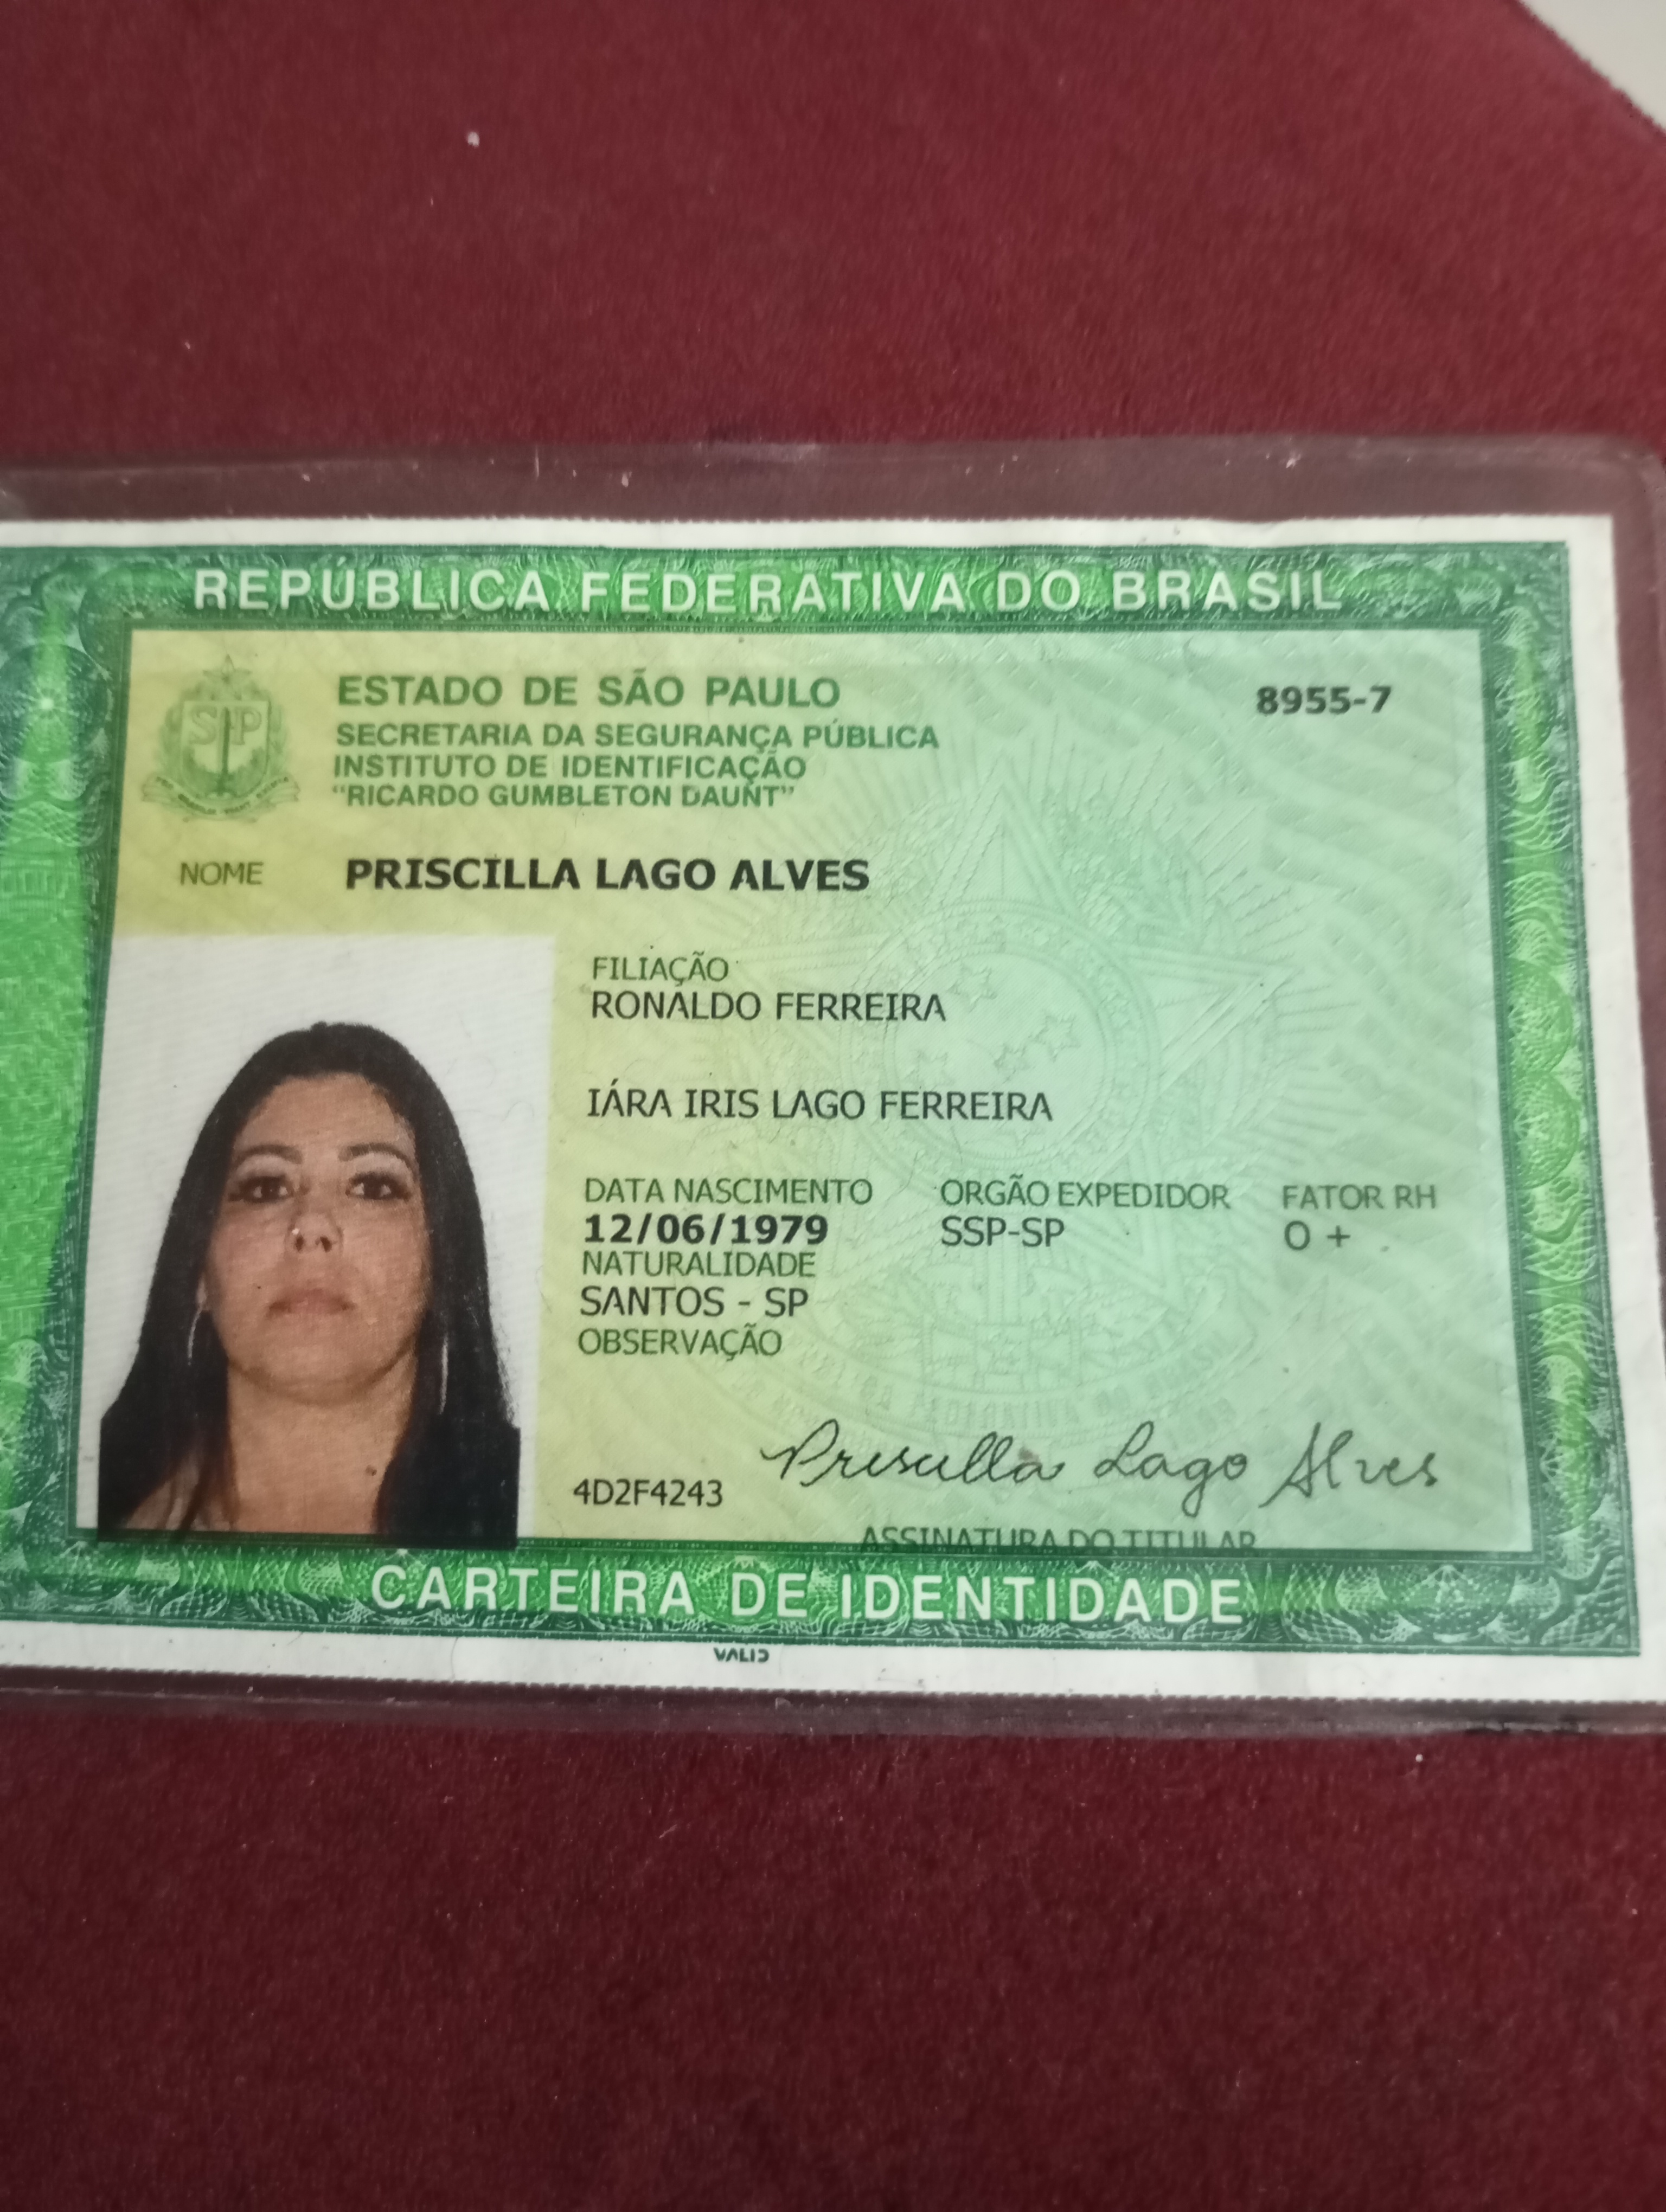 REPÚBLICA FEDERATIVA DO BRASIL
SP
ESTADO DE SÃO PAULO
8955-7
SECRETARIA DA SEGURANÇA PÚBLICA
INSTITUTO DE IDENTIFICAÇÃO
"RICARDO GUMBLETON DAUNT"
NOME PRISCILLA LAGO ALVES
FILIAÇÃO
RONALDO FERREIRA
IÁRA IRIS LAGO FERREIRA
DATA NASCIMENTO ORGÃO EXPEDIDOR FATOR RH
12/06/1979 SSP-SP O +
NATURALIDADE
SANTOS - SP
OBSERVAÇÃO
Priscilla Lago Alves
4D2F4243
ASSINATURA DO TITULAR
CARTEIRA DE IDENTIDADE
VALID